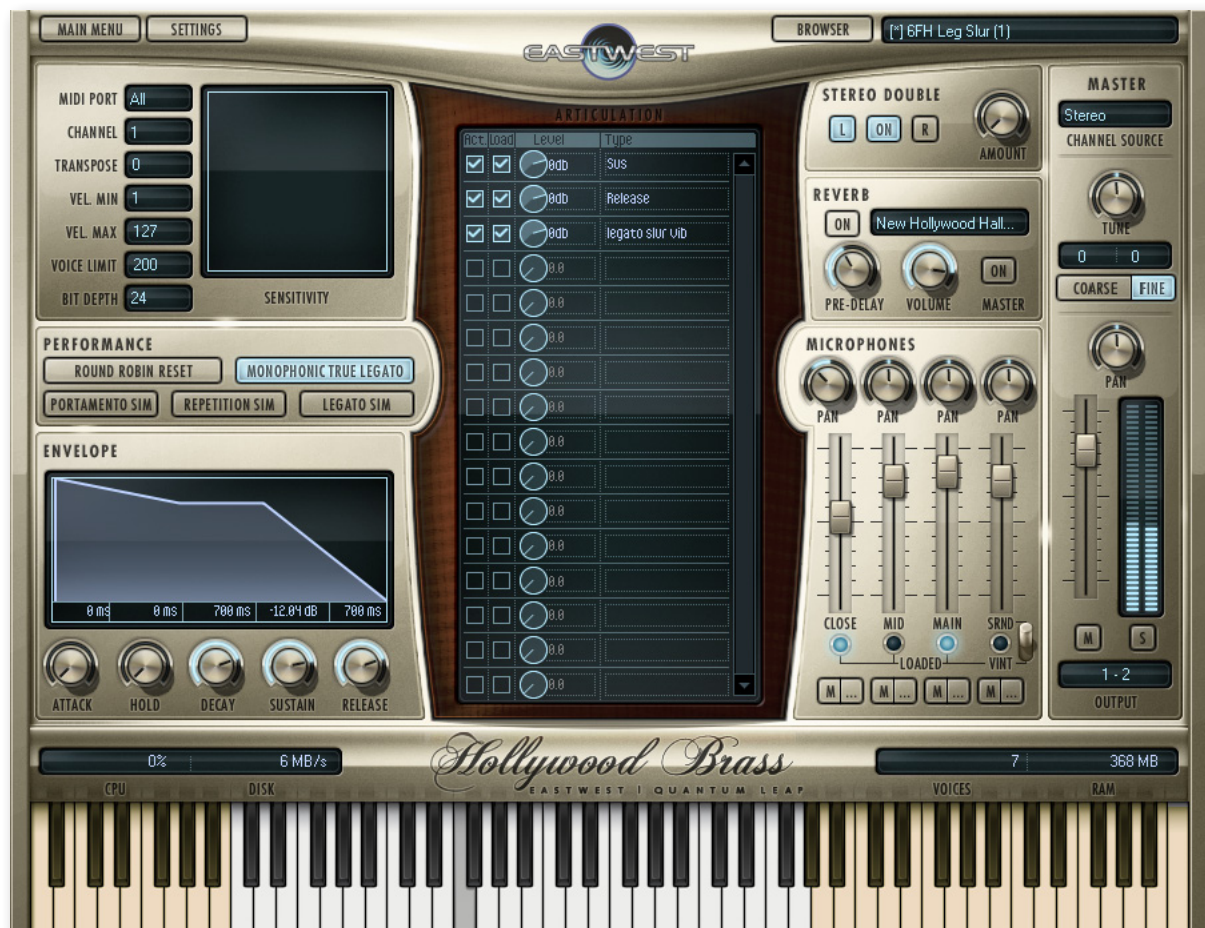 MAIN MENU
SETTINGS
EASTWEST
BROWSER
[*] 6FH Leg Slur (1)
MIDI PORT All
CHANNEL 1
TRANSPOSE 0
VEL. MIN 1
VEL. MAX 127
VOICE LIMIT 200
BIT DEPTH 24
SENSITIVITY
PERFORMANCE
ROUND ROBIN RESET
MONOPHONIC TRUE LEGATO
PORTAMENTO SIM
REPETITION SIM
LEGATO SIM
ENVELOPE
0 ms 0 ms 700 ms -12.04 dB 700 ms
ATTACK HOLD DECAY SUSTAIN RELEASE
ARTICULATION
Act. Load Level Type
0db Sus
0db Release
0db legato slur vib
0.0
0.0
0.0
0.0
0.0
0.0
0.0
0.0
0.0
0.0
0.0
0.0
0.0
STEREO DOUBLE
L ON R
AMOUNT
REVERB
ON New Hollywood Hall...
ON
PRE-DELAY VOLUME MASTER
MICROPHONES
PAN PAN PAN PAN
CLOSE MID MAIN SRND
LOADED VINT
M ... M ... M ... M ...
MASTER
Stereo
CHANNEL SOURCE
TUNE
0 0
COARSE FINE
PAN
M S
1 - 2
OUTPUT
0% 6 MB/s
CPU DISK
Hollywood Brass
EASTWEST | QUANTUM LEAP
7 368 MB
VOICES RAM